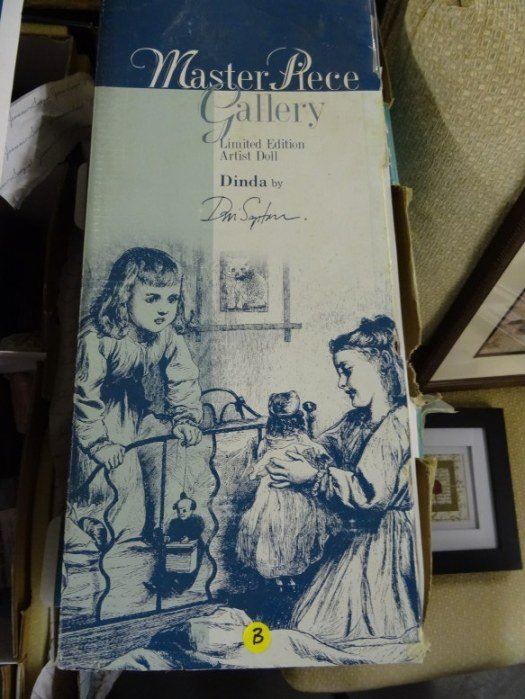 MasterPiece
Gallery
Limited Edition
Artist Doll
Dinda by
B